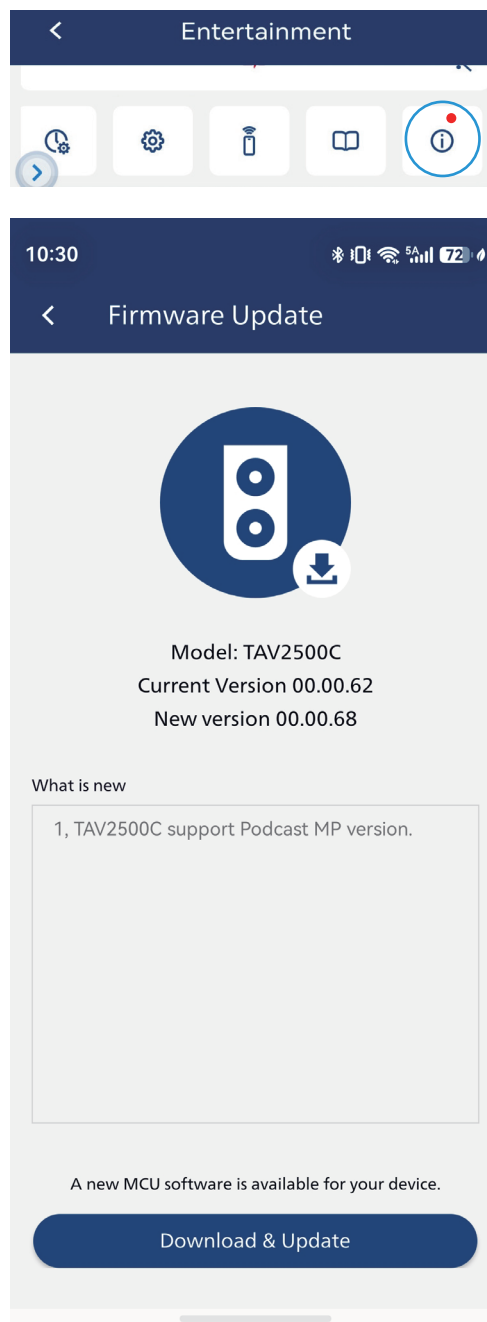 Entertainment
10:30
5A
72
Firmware Update
Model: TAV2500C
Current Version 00.00.62
New version 00.00.68
What is new
1, TAV2500C support Podcast MP version.
A new MCU software is available for your device.
Download & Update